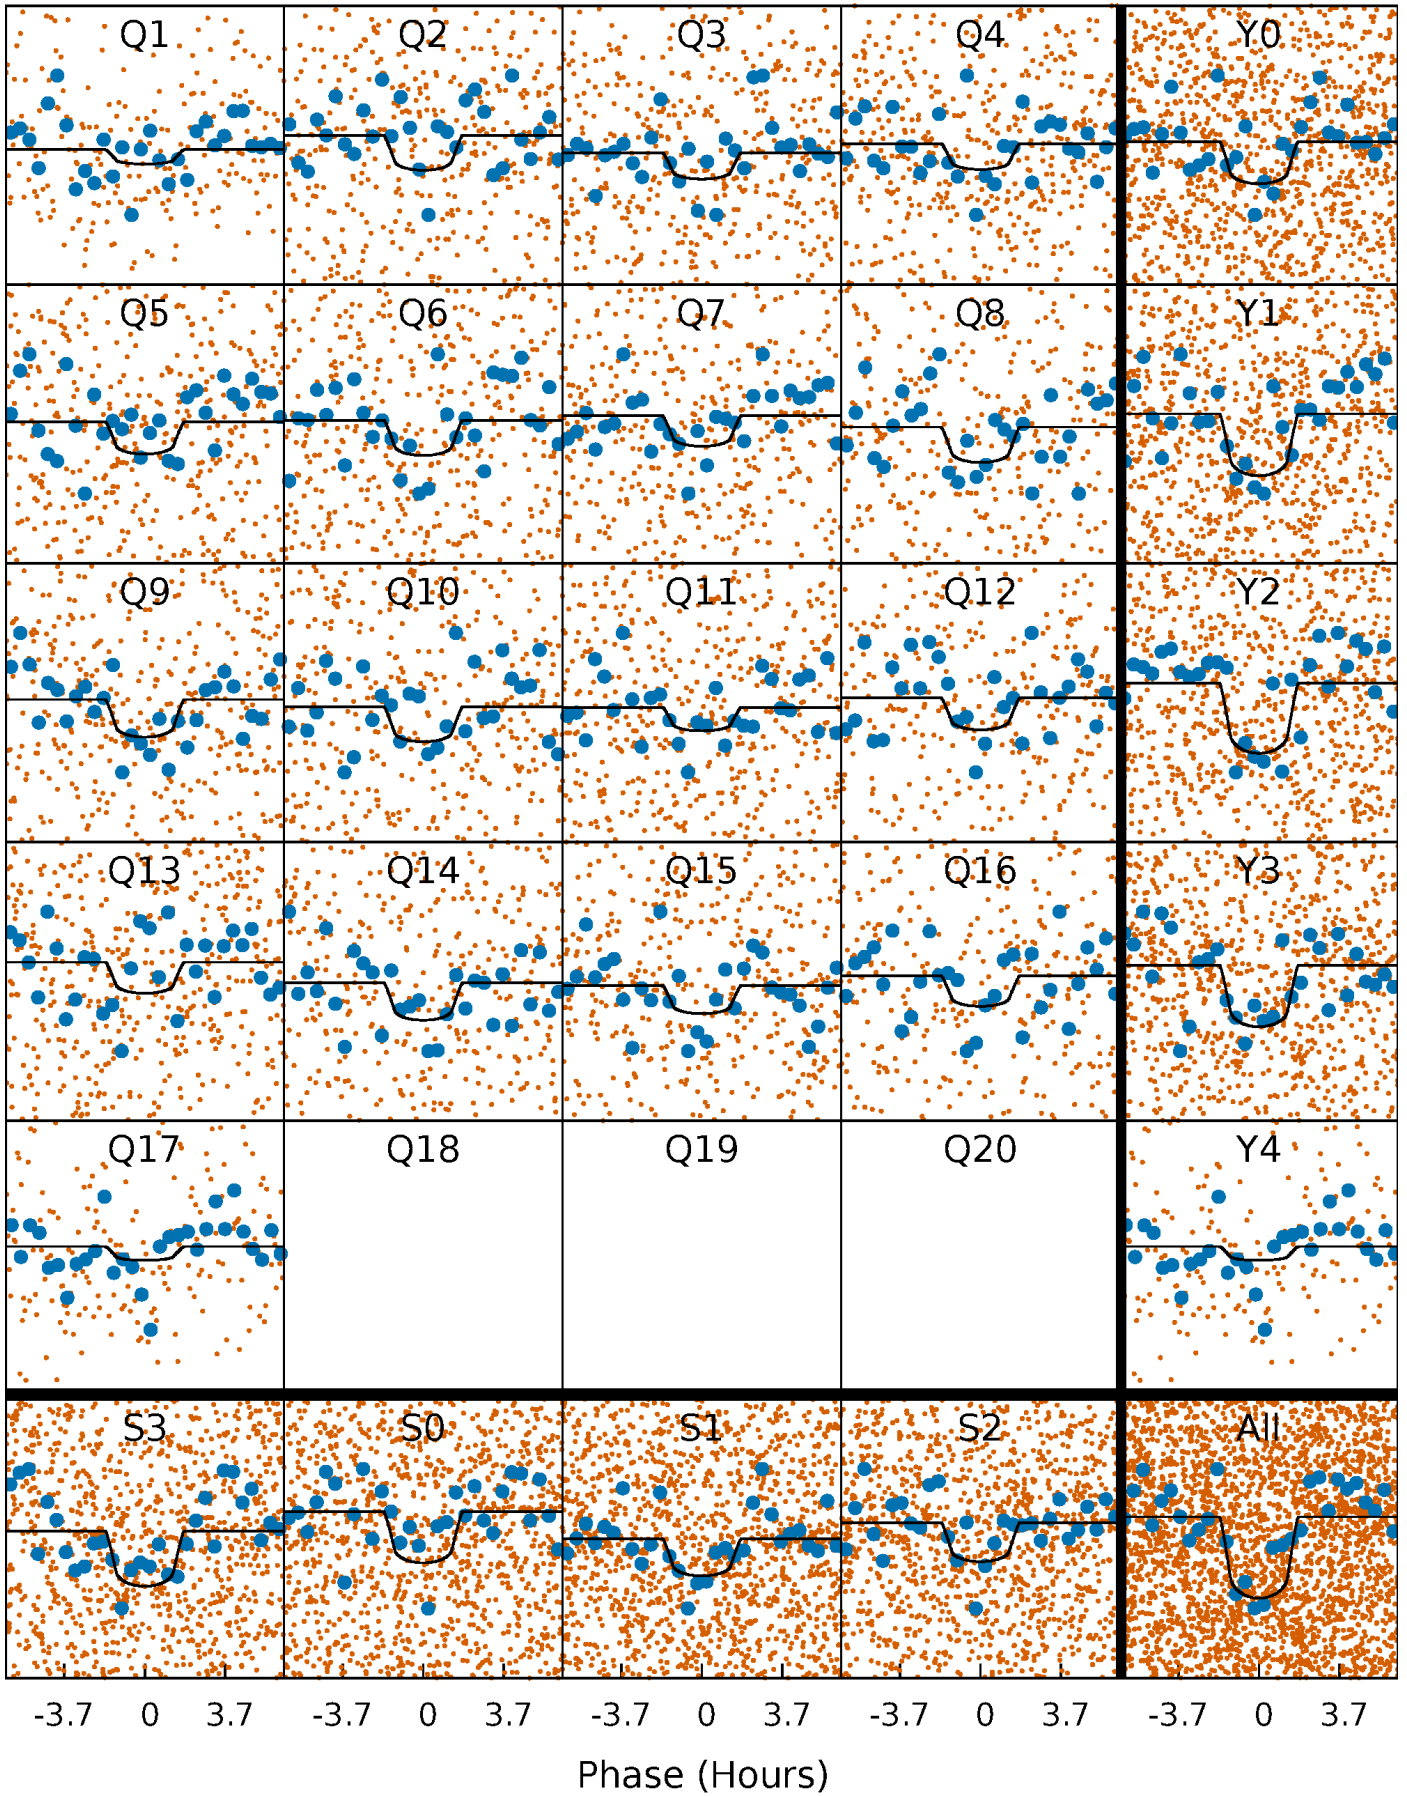 Q1 Q2 Q3 Q4 Y0
Q5 Q6 Q7 Q8 Y1
Q9 Q10 Q11 Q12 Y2
Q13 Q14 Q15 Q16 Y3
Q17 Q18 Q19 Q20 Y4
S3 S0 S1 S2 All
-3.7 0 3.7 -3.7 0 3.7 -3.7 0 3.7 -3.7 0 3.7 -3.7 0 3.7
Phase (Hours)